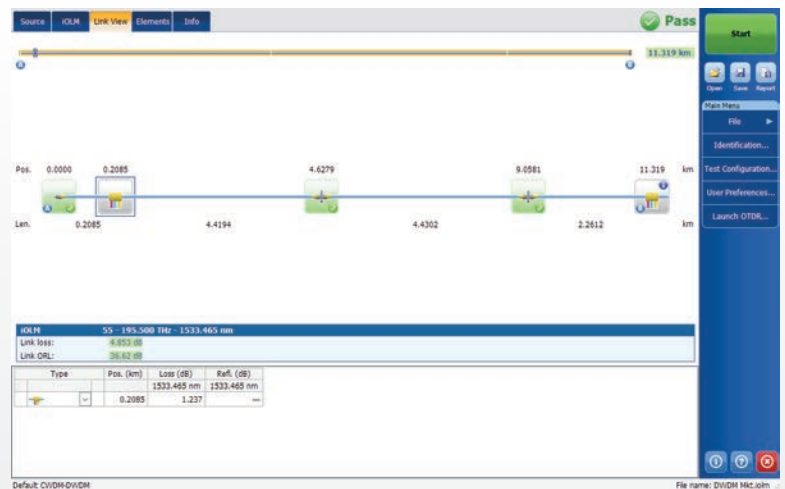 Source iOLM Link View Elements Info
Pass
Start
11.319 km
A B
Open Save Report
Main Menu
File
Identification...
Test Configuration...
User Preferences...
Launch OTDR...
Pos. 0.0000 0.2085 4.6279 9.0581 11.319 km
A B
Len. 0.2085 4.4194 4.4302 2.2612 km
iOLM 55 - 195.500 THz - 1533.465 nm
Link loss: 4.853 dB
Link ORL: 36.62 dB
Type Pos. (km) Loss (dB) Refl. (dB)
1533.465 nm 1533.465 nm
0.2085 1.237 ---
Default CWDM-DWDM
File name: DWDM Mkt.iolm